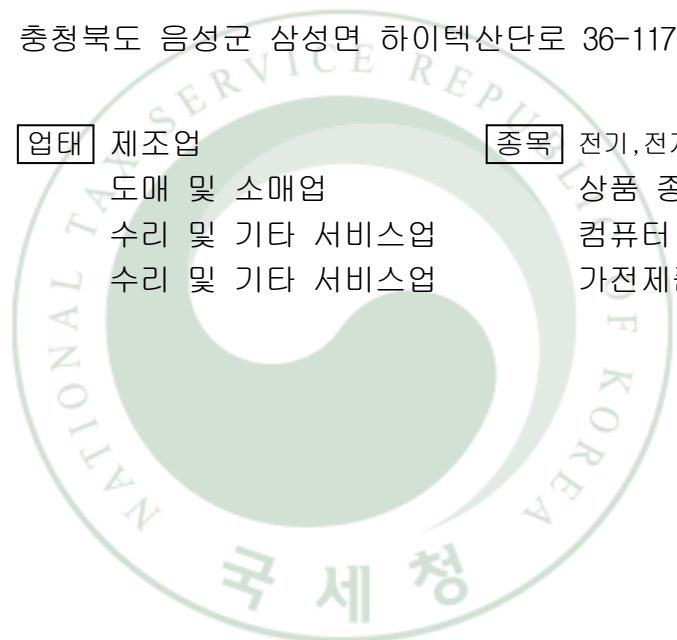 충청북도 음성군 삼성면 하이텍산단로 36-117
업태 제조업 종목 전기,전
도매 및 소매업 상품
수리 및 기타 서비스업 컴퓨터
수리 및 기타 서비스업 가전제
NATIONAL TAX SERVICE REPUBLIC OF KOREA
국세청